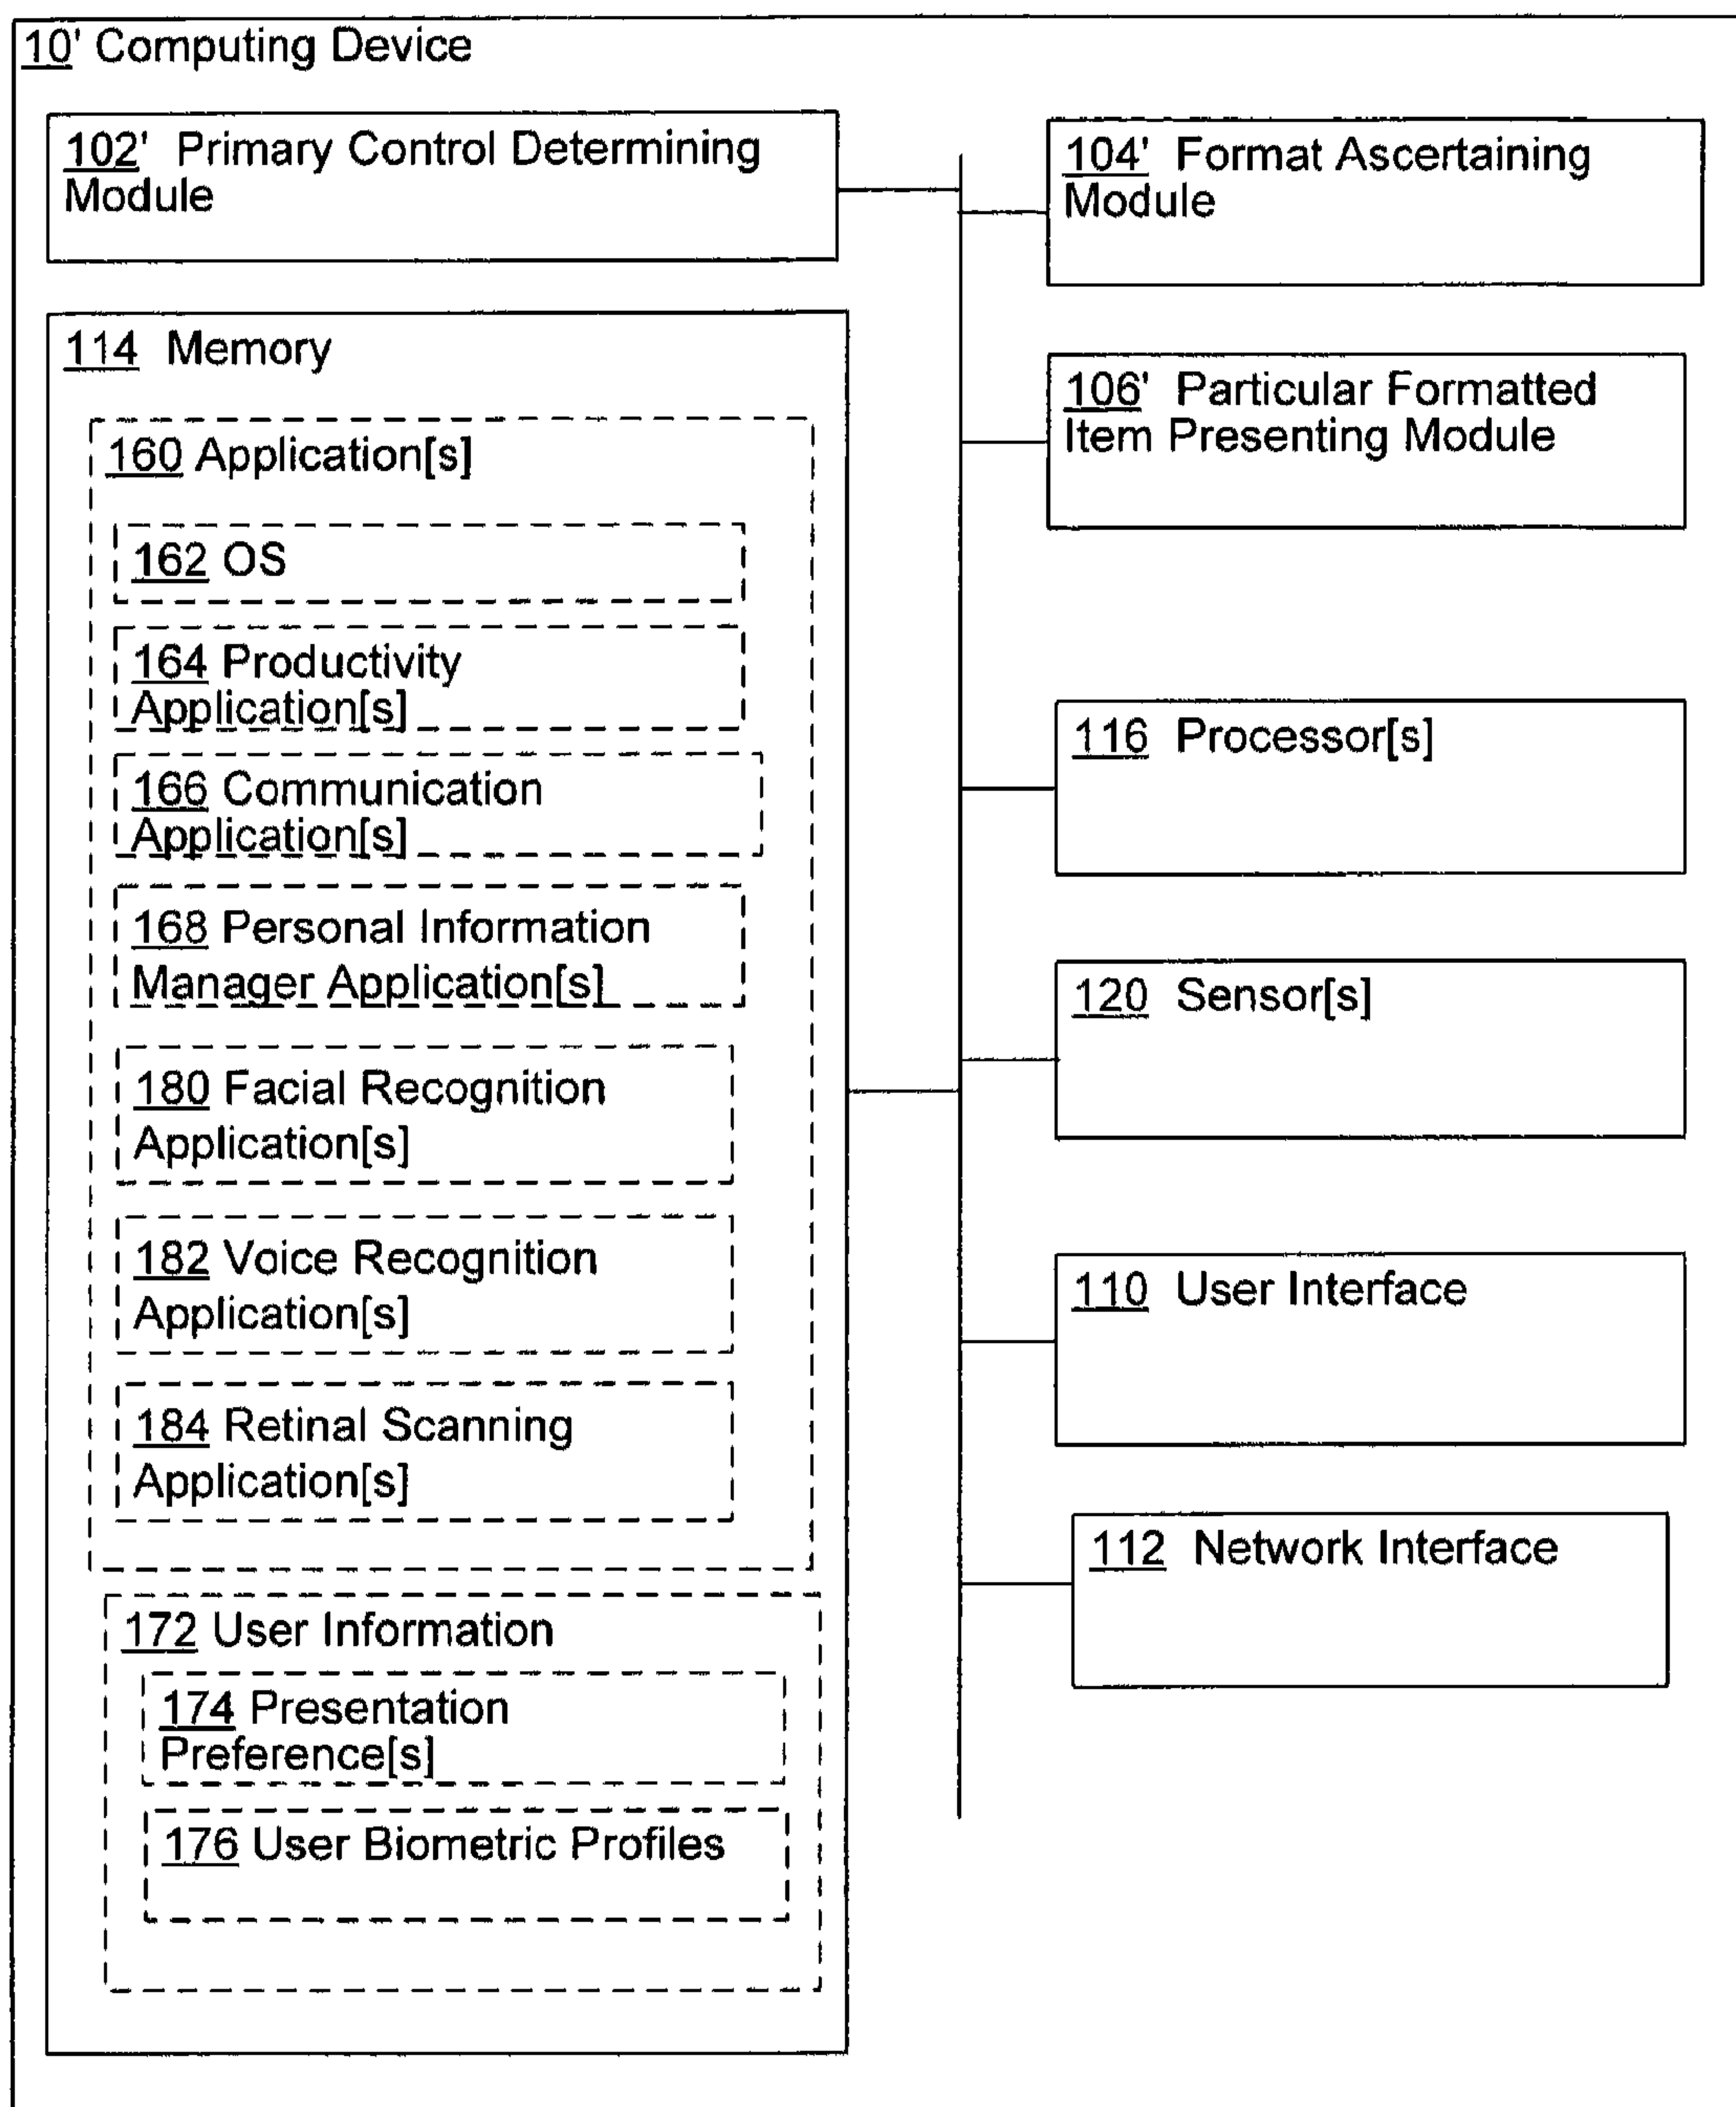 10' Computing Device
102' Primary Control Determining
Module
104' Format Ascertaining
Module
114 Memory
106' Particular Formatted
Item Presenting Module
160 Application[s]
162 OS
164 Productivity
Application[s]
166 Communication
Application[s]
168 Personal Information
Manager Application[s]
180 Facial Recognition
Application[s]
182 Voice Recognition
Application[s]
184 Retinal Scanning
Application[s]
172 User Information
174 Presentation
Preference[s]
176 User Biometric Profiles
116 Processor[s]
120 Sensor[s]
110 User Interface
112 Network Interface